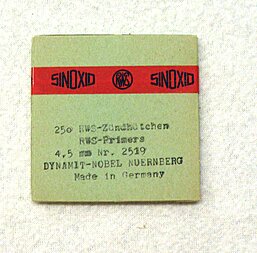 SINOXID RWS SINOXID
250 RWS-Zündhütchen
RWS-Primers
4,5 mm Nr. 2519
DYNAMIT-NOBEL NUERNBERG
Made in Germany